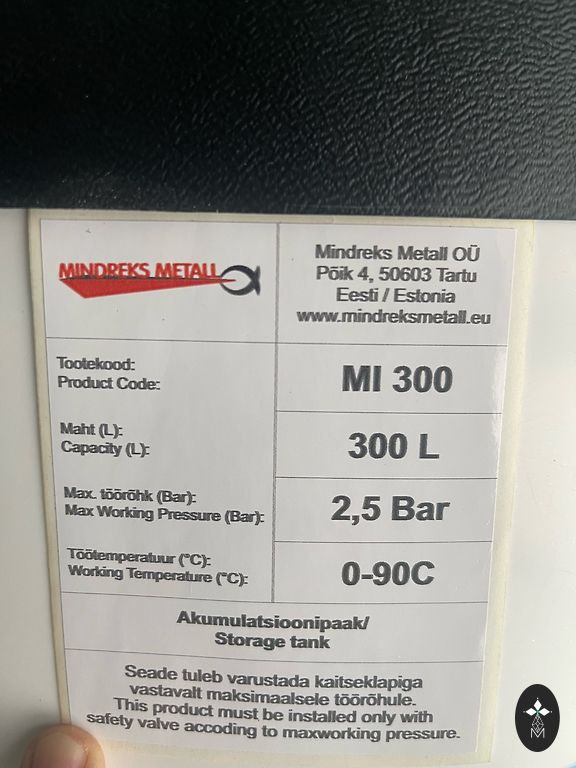 MINDREKS METALL
Mindreks Metall OÜ
Põik 4, 50603 Tartu
Eesti / Estonia
www.mindreksmetall.eu
Tootekood:
Product Code:
MI 300
Maht (L):
Capacity (L):
300 L
Max. töörõhk (Bar):
Max Working Pressure (Bar):
2,5 Bar
Töötemperatuur (°C):
Working Temperature (°C):
0-90C
Akumulatsioonipaak/
Storage tank
Seade tuleb varustada kaitseklapiga
vastavalt maksimaalsele töörõhule.
This product must be installed only with
safety valve accoding to maxworking pressure.
M